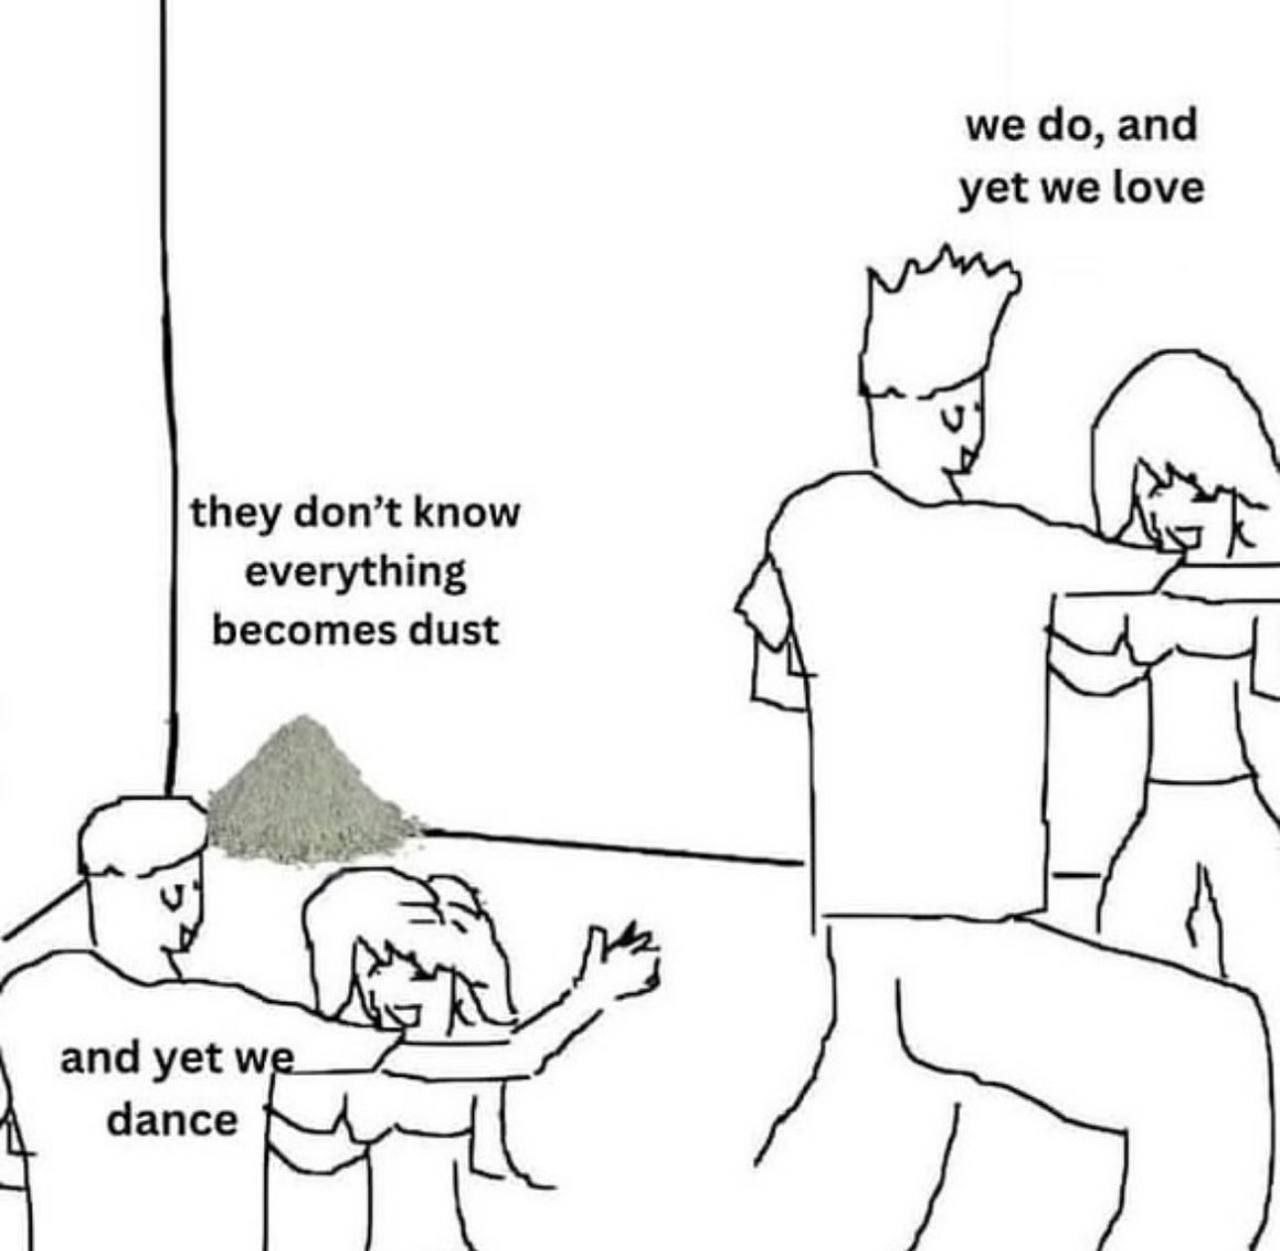 we do, and
yet we love
they don’t know
everything
becomes dust
and yet we
dance